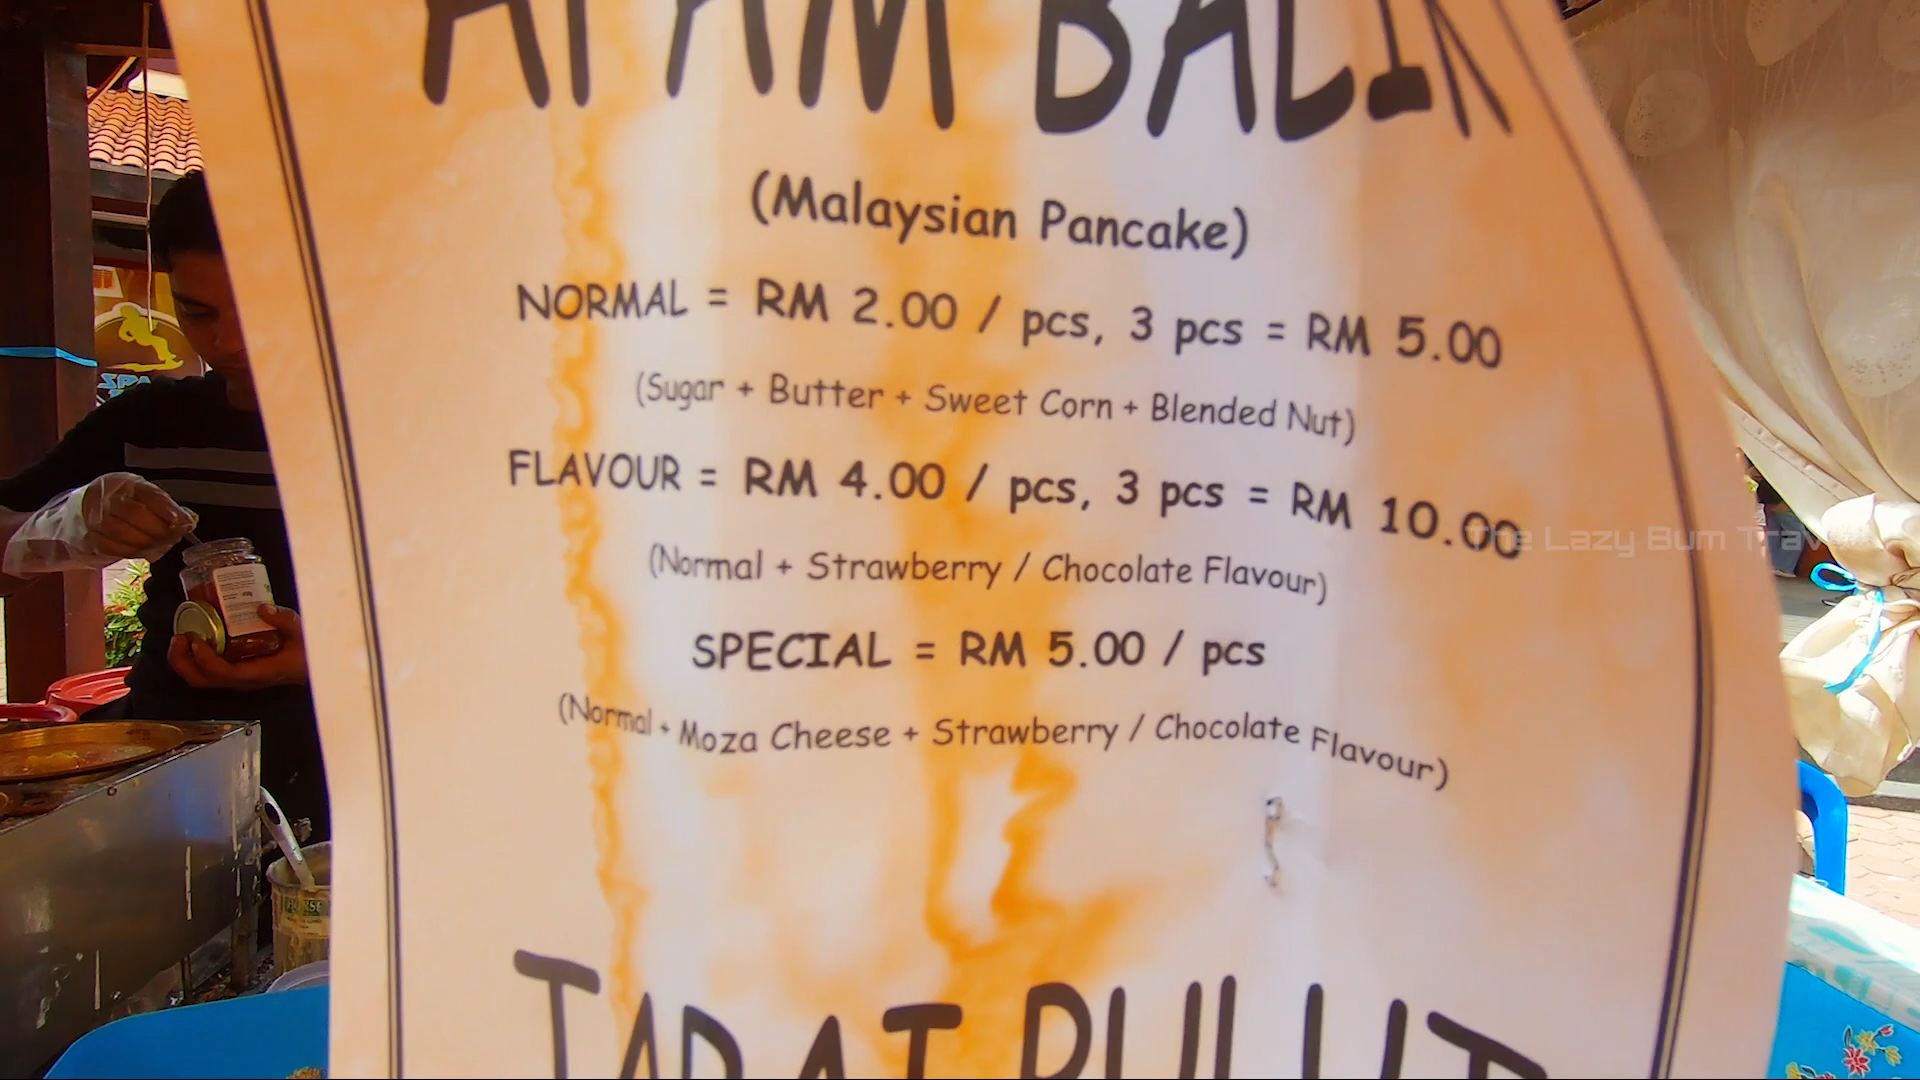 APAM BALIK
(Malaysian Pancake)
NORMAL = RM 2.00 / pcs, 3 pcs = RM 5.00
(Sugar + Butter + Sweet Corn + Blended Nut)
FLAVOUR = RM 4.00 / pcs, 3 pcs = RM 10.00
(Normal + Strawberry / Chocolate Flavour)
SPECIAL = RM 5.00 / pcs
(Normal + Moza Cheese + Strawberry / Chocolate Flavour)
TAPAI PULUT
The Lazy Bum
SPA